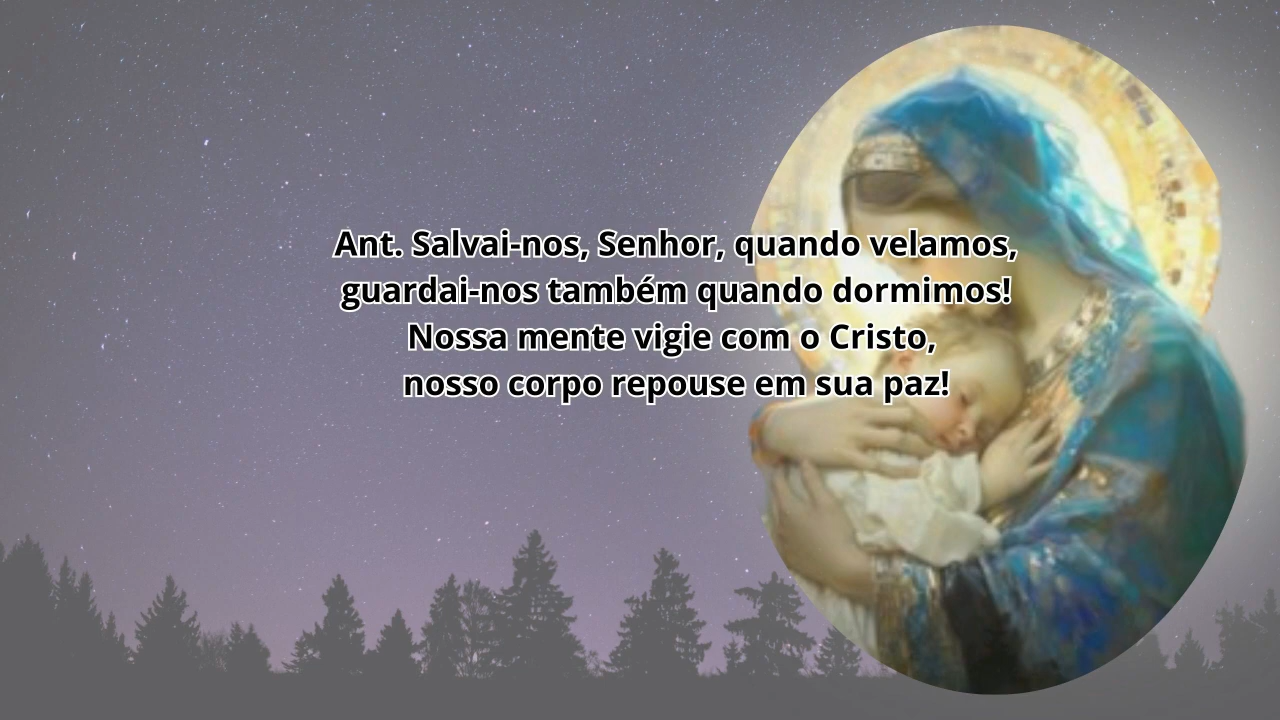 Ant. Salvai-nos, Senhor, quando velamos,
guardai-nos também quando dormimos!
Nossa mente vigie com o Cristo,
nosso corpo repouse em sua paz!